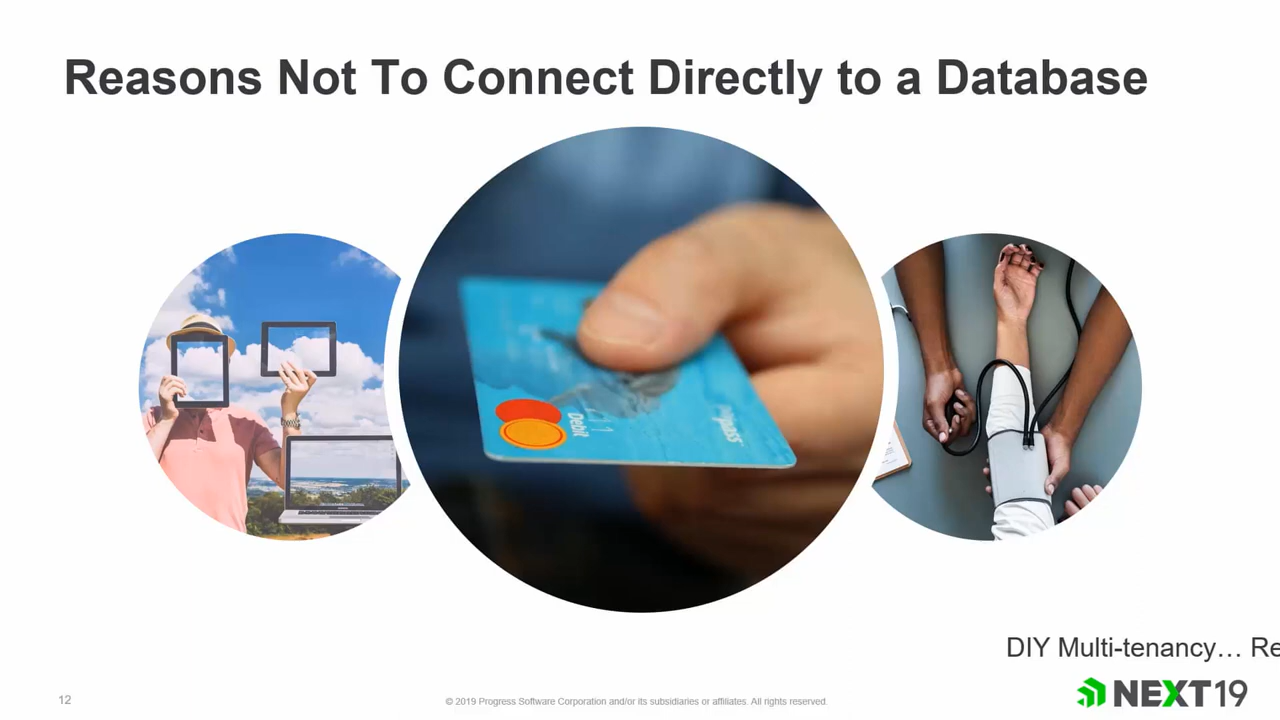 Reasons Not To Connect Directly to a Database
Debit
DIY Multi-tenancy… Re
12
© 2019 Progress Software Corporation and/or its subsidiaries or affiliates. All rights reserved.
NEXT19